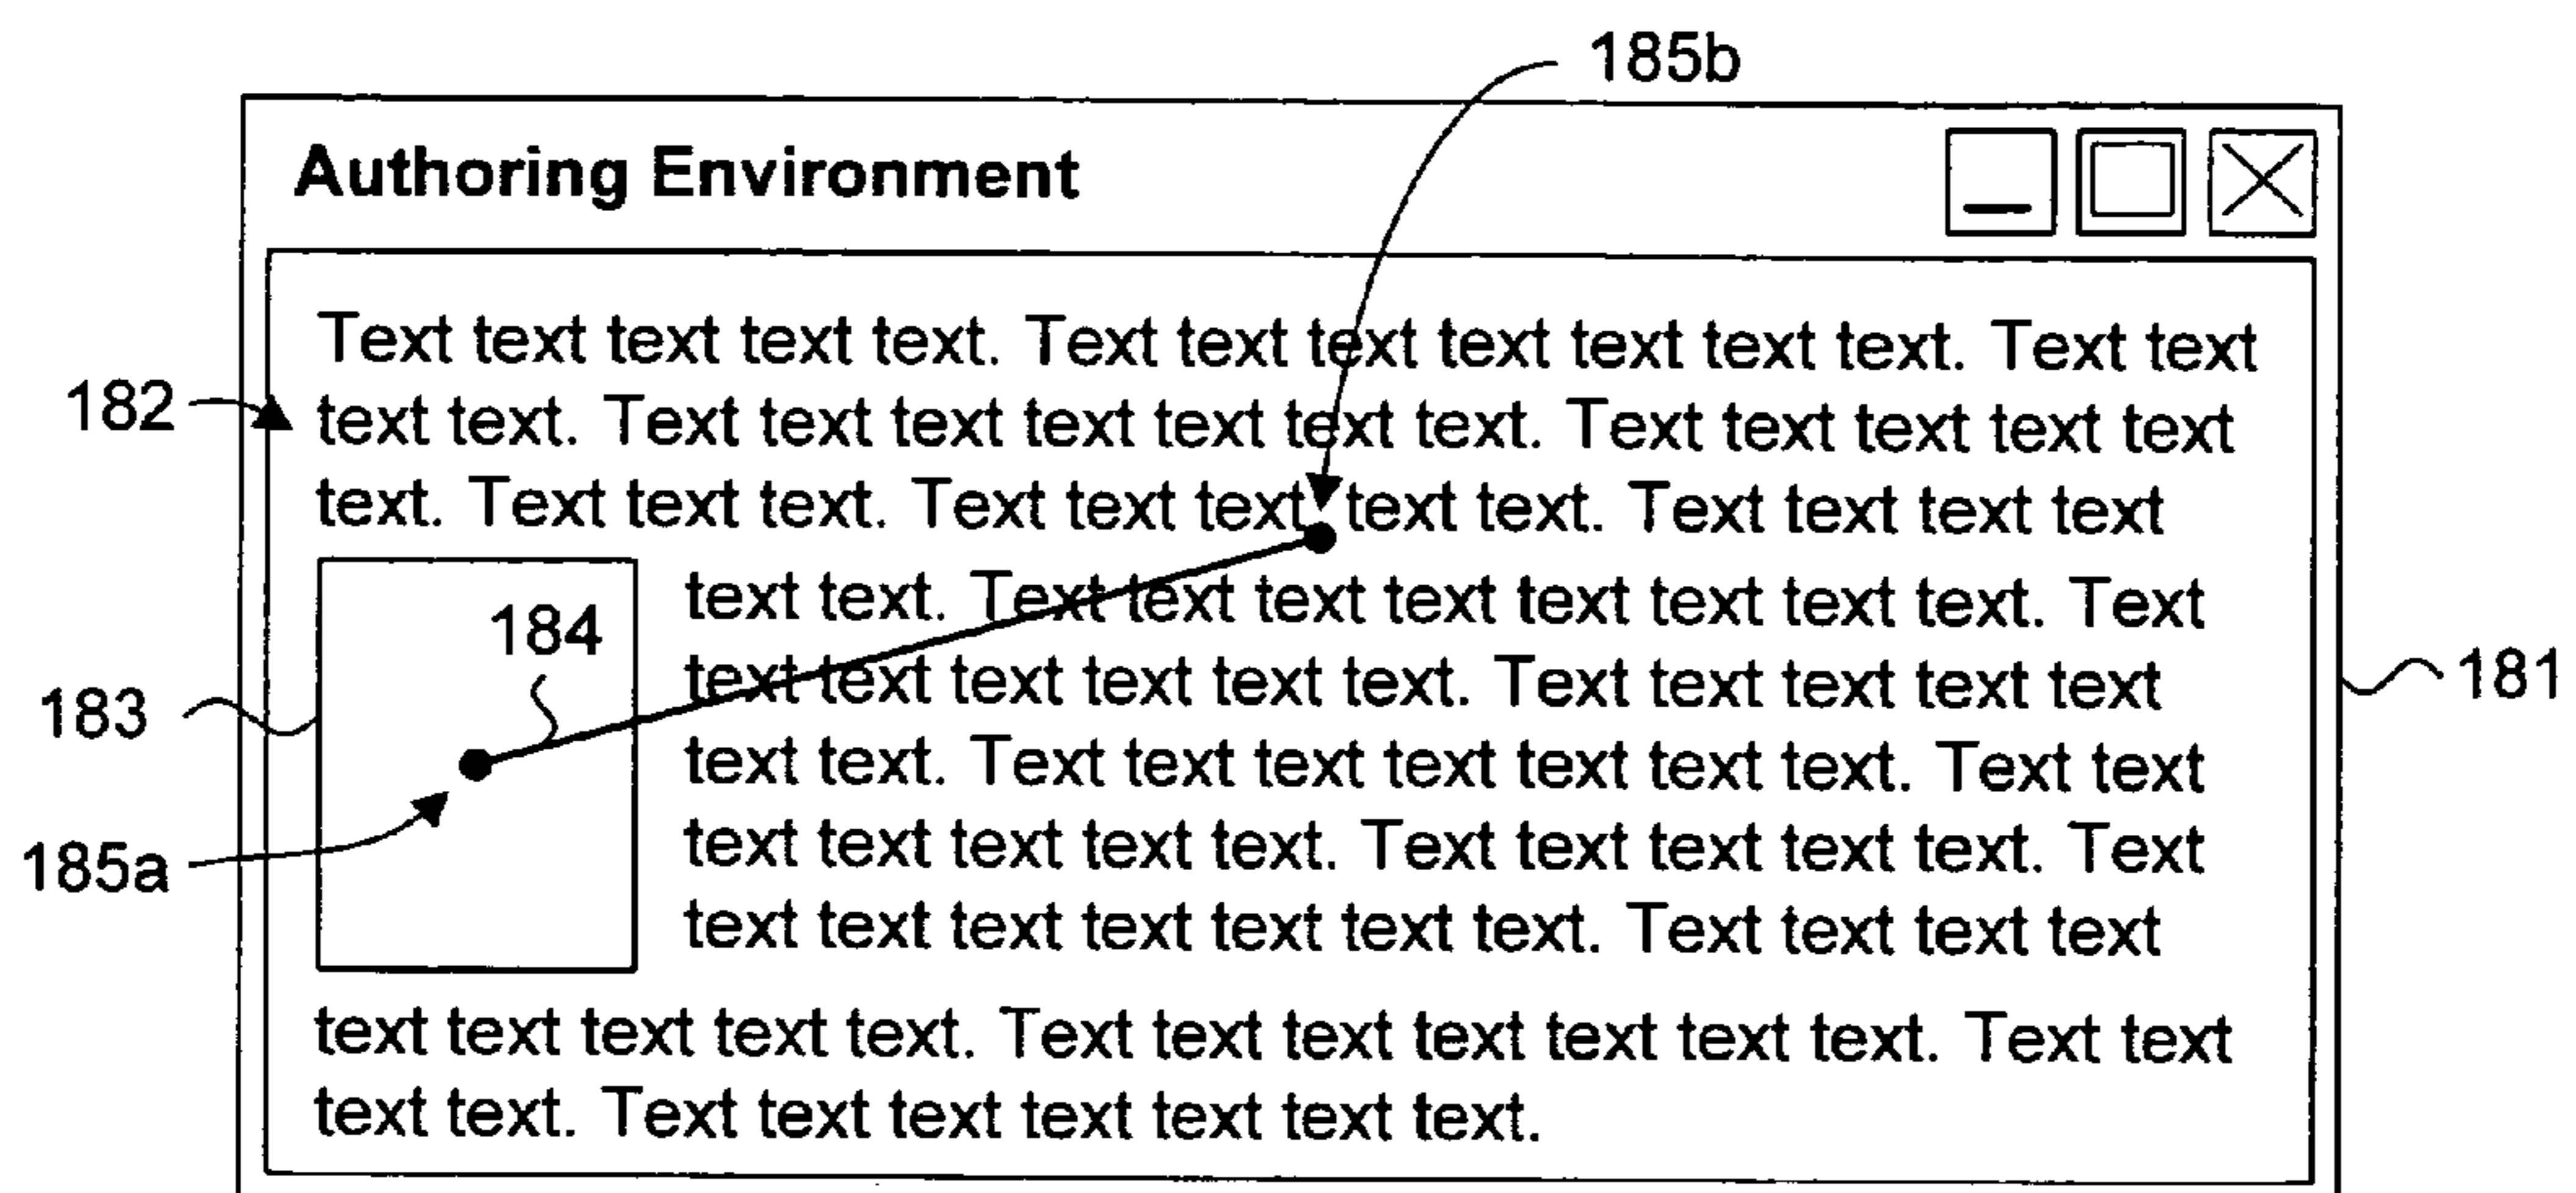 185b
Authoring Environment
Text text text text text. Text text text text text text text. Text text
182
text text. Text text text text text text text. Text text text text text
text. Text text text. Text text text text text. Text text text text
text text. Text text text text text text text text. Text
184
text text text text text text. Text text text text text
183
181
text text. Text text text text text text text. Text text
185a
text text text text text. Text text text text text. Text
text text text text text text text. Text text text text
text text text text text. Text text text text text text text. Text text
text text. Text text text text text text text.